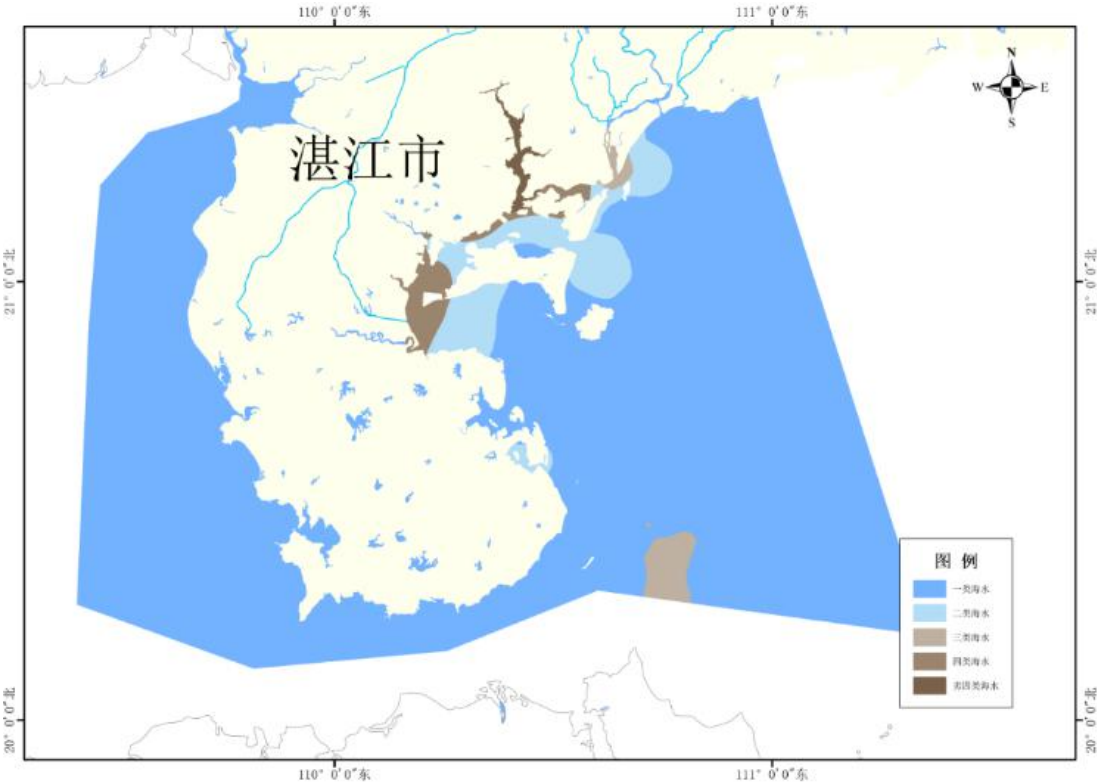 110° 0′0″东
111° 0′0″东
N
W
E
S
湛江市
21° 0′0″北
21° 0′0″北
图 例
一类海水
二类海水
三类海水
四类海水
劣四类海水
20° 0′0″北
20° 0′0″北
110° 0′0″东
111° 0′0″东